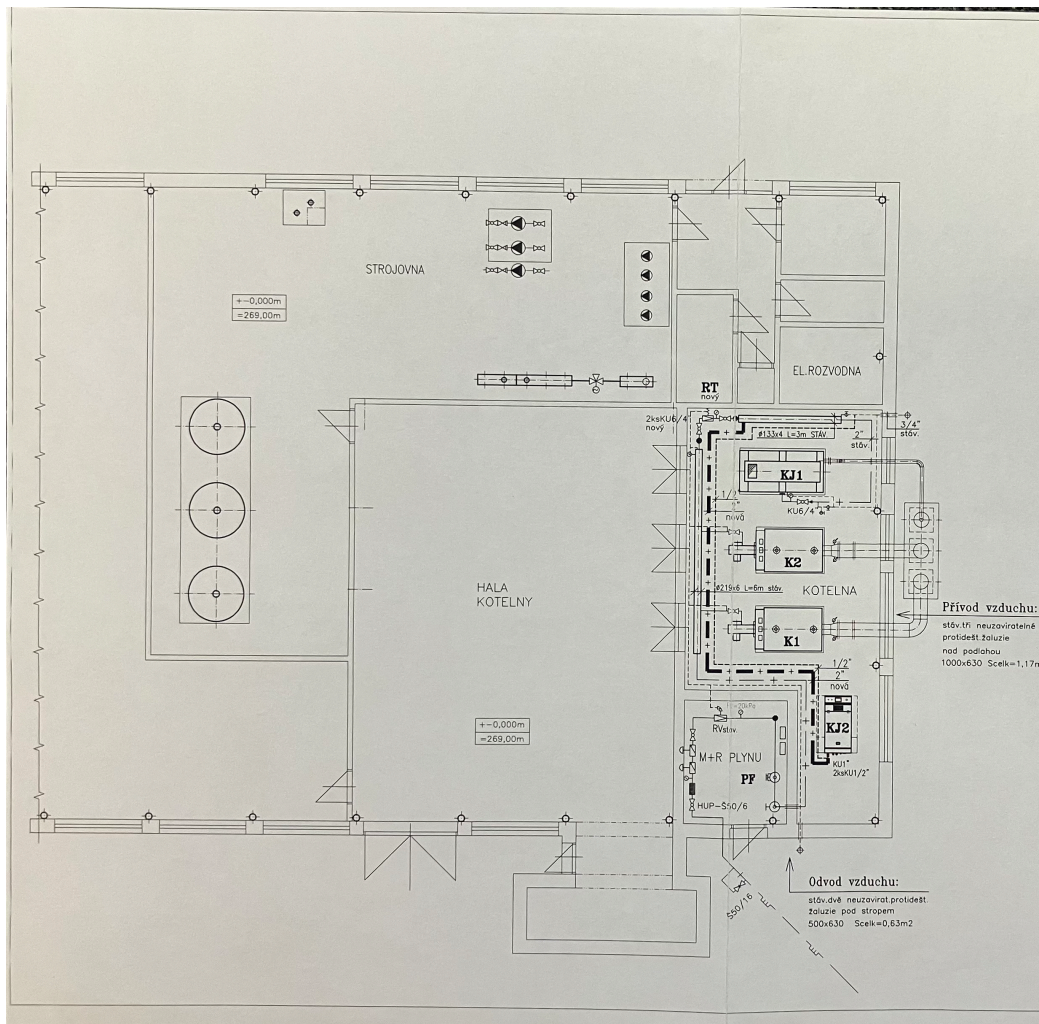 STROJOVNA
+-0,000m
=269,00m
EL.ROZVODNA
RT
nový
2ksKU6/4
nový
ø133x4 L=3m STÁV.
2"
stáv.
3/4"
stáv.
KJ1
1/2"
2"
nová
KU6/4
K2
HALA
KOTELNY
ø219x6 L=6m stáv.
KOTELNA
K1
Přívod vzduchu:
stáv.tři neuzavíratelné
protidešt.žaluzie
nad podlahou
1000x630 Scelk=1,17m
1/2"
2"
nová
+-0,000m
=269,00m
RVstáv.
KJ2
M+R PLYNU
PF
KU1"
2ksKU1/2"
HUP-Š50/6
H
Š50/16
Odvod vzduchu:
stáv.dvě neuzavírat.protidešt.
žaluzie pod stropem
500x630 Scelk=0,63m2